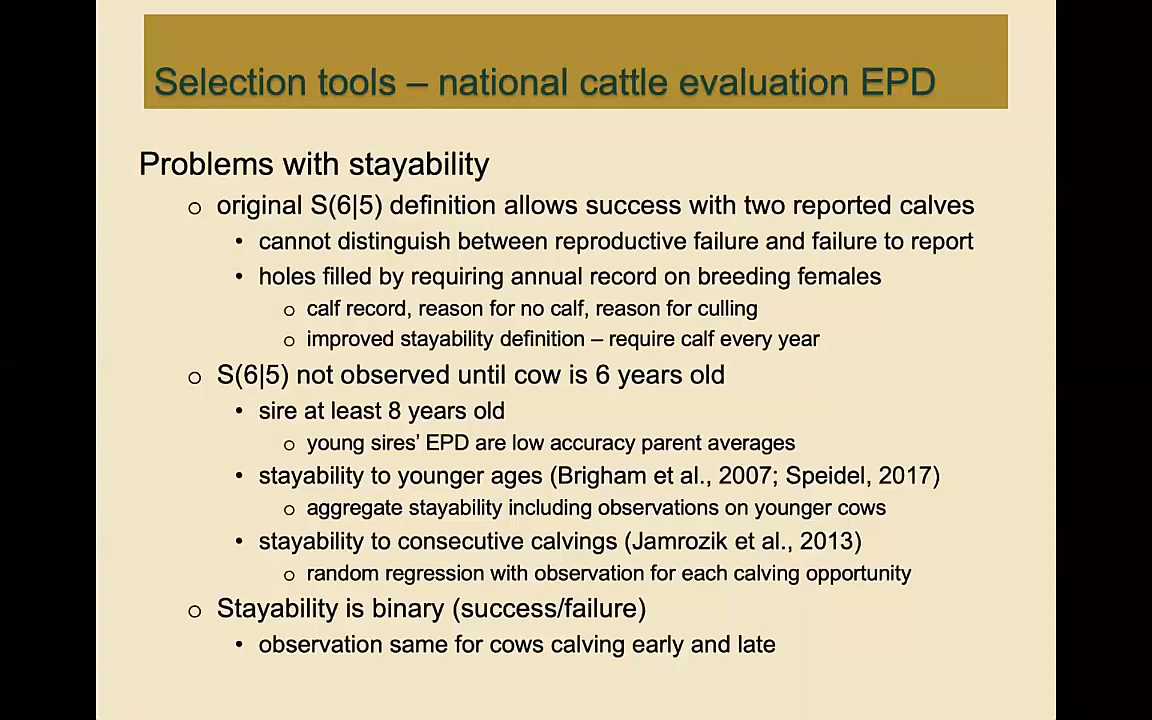 Selection tools – national cattle evaluation EPD
Problems with stayability
o original S(6|5) definition allows success with two reported calves
• cannot distinguish between reproductive failure and failure to report
• holes filled by requiring annual record on breeding females
o calf record, reason for no calf, reason for culling
o improved stayability definition – require calf every year
o S(6|5) not observed until cow is 6 years old
• sire at least 8 years old
o young sires’ EPD are low accuracy parent averages
• stayability to younger ages (Brigham et al., 2007; Speidel, 2017)
o aggregate stayability including observations on younger cows
• stayability to consecutive calvings (Jamrozik et al., 2013)
o random regression with observation for each calving opportunity
o Stayability is binary (success/failure)
• observation same for cows calving early and late